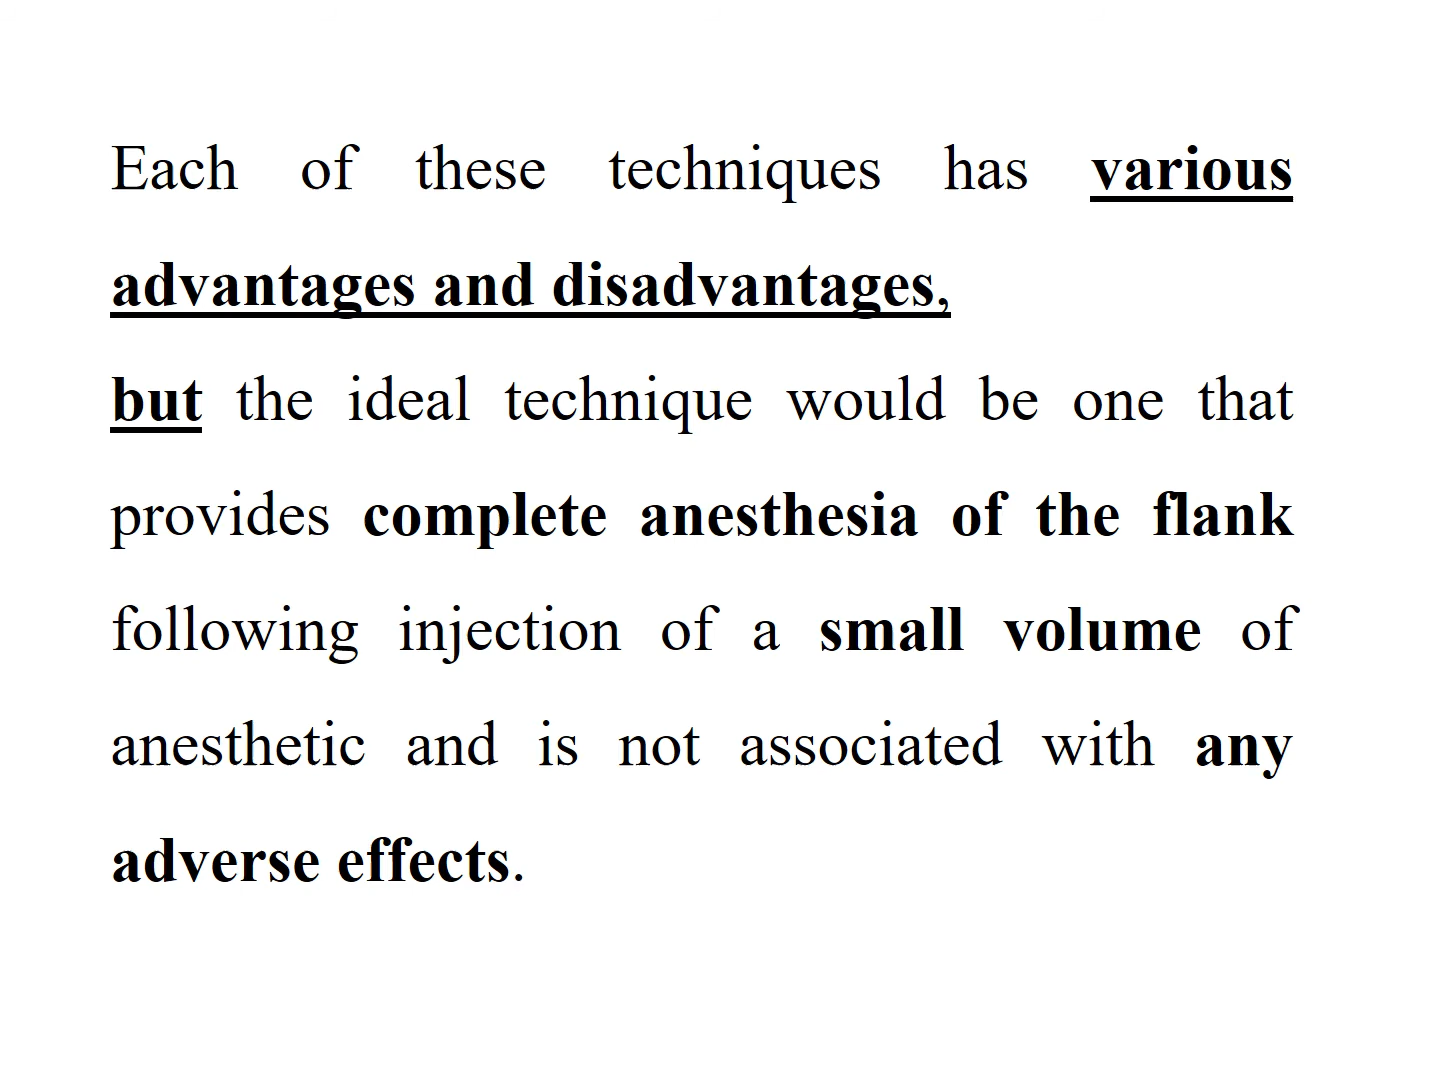 Each of these techniques has various
advantages and disadvantages,
but the ideal technique would be one that
provides complete anesthesia of the flank
following injection of a small volume of
anesthetic and is not associated with any
adverse effects.